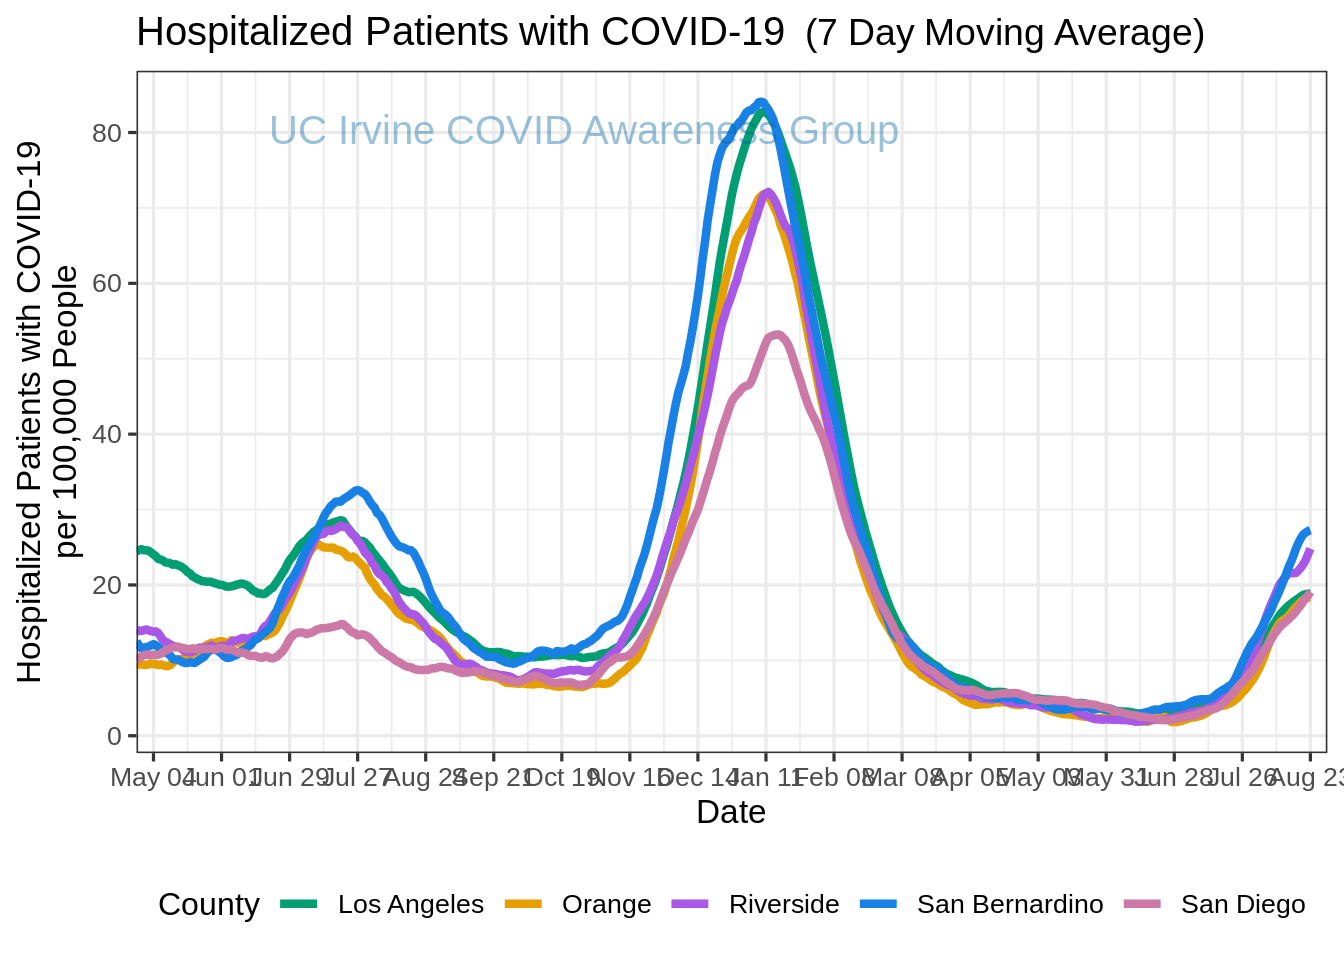 Hospitalized Patients with COVID-19 (7 Day Moving Average)
UC Irvine COVID Awareness Group
Hospitalized Patients with COVID-19
per 100,000 People
80
60
40
20
0
May 04 Jun 01 Jun 29 Jul 27 Aug 24 Sep 21 Oct 19 Nov 16 Dec 14 Jan 11 Feb 08 Mar 08 Apr 05 May 03 May 31 Jun 28 Jul 26 Aug 23
Date
County Los Angeles Orange Riverside San Bernardino San Diego